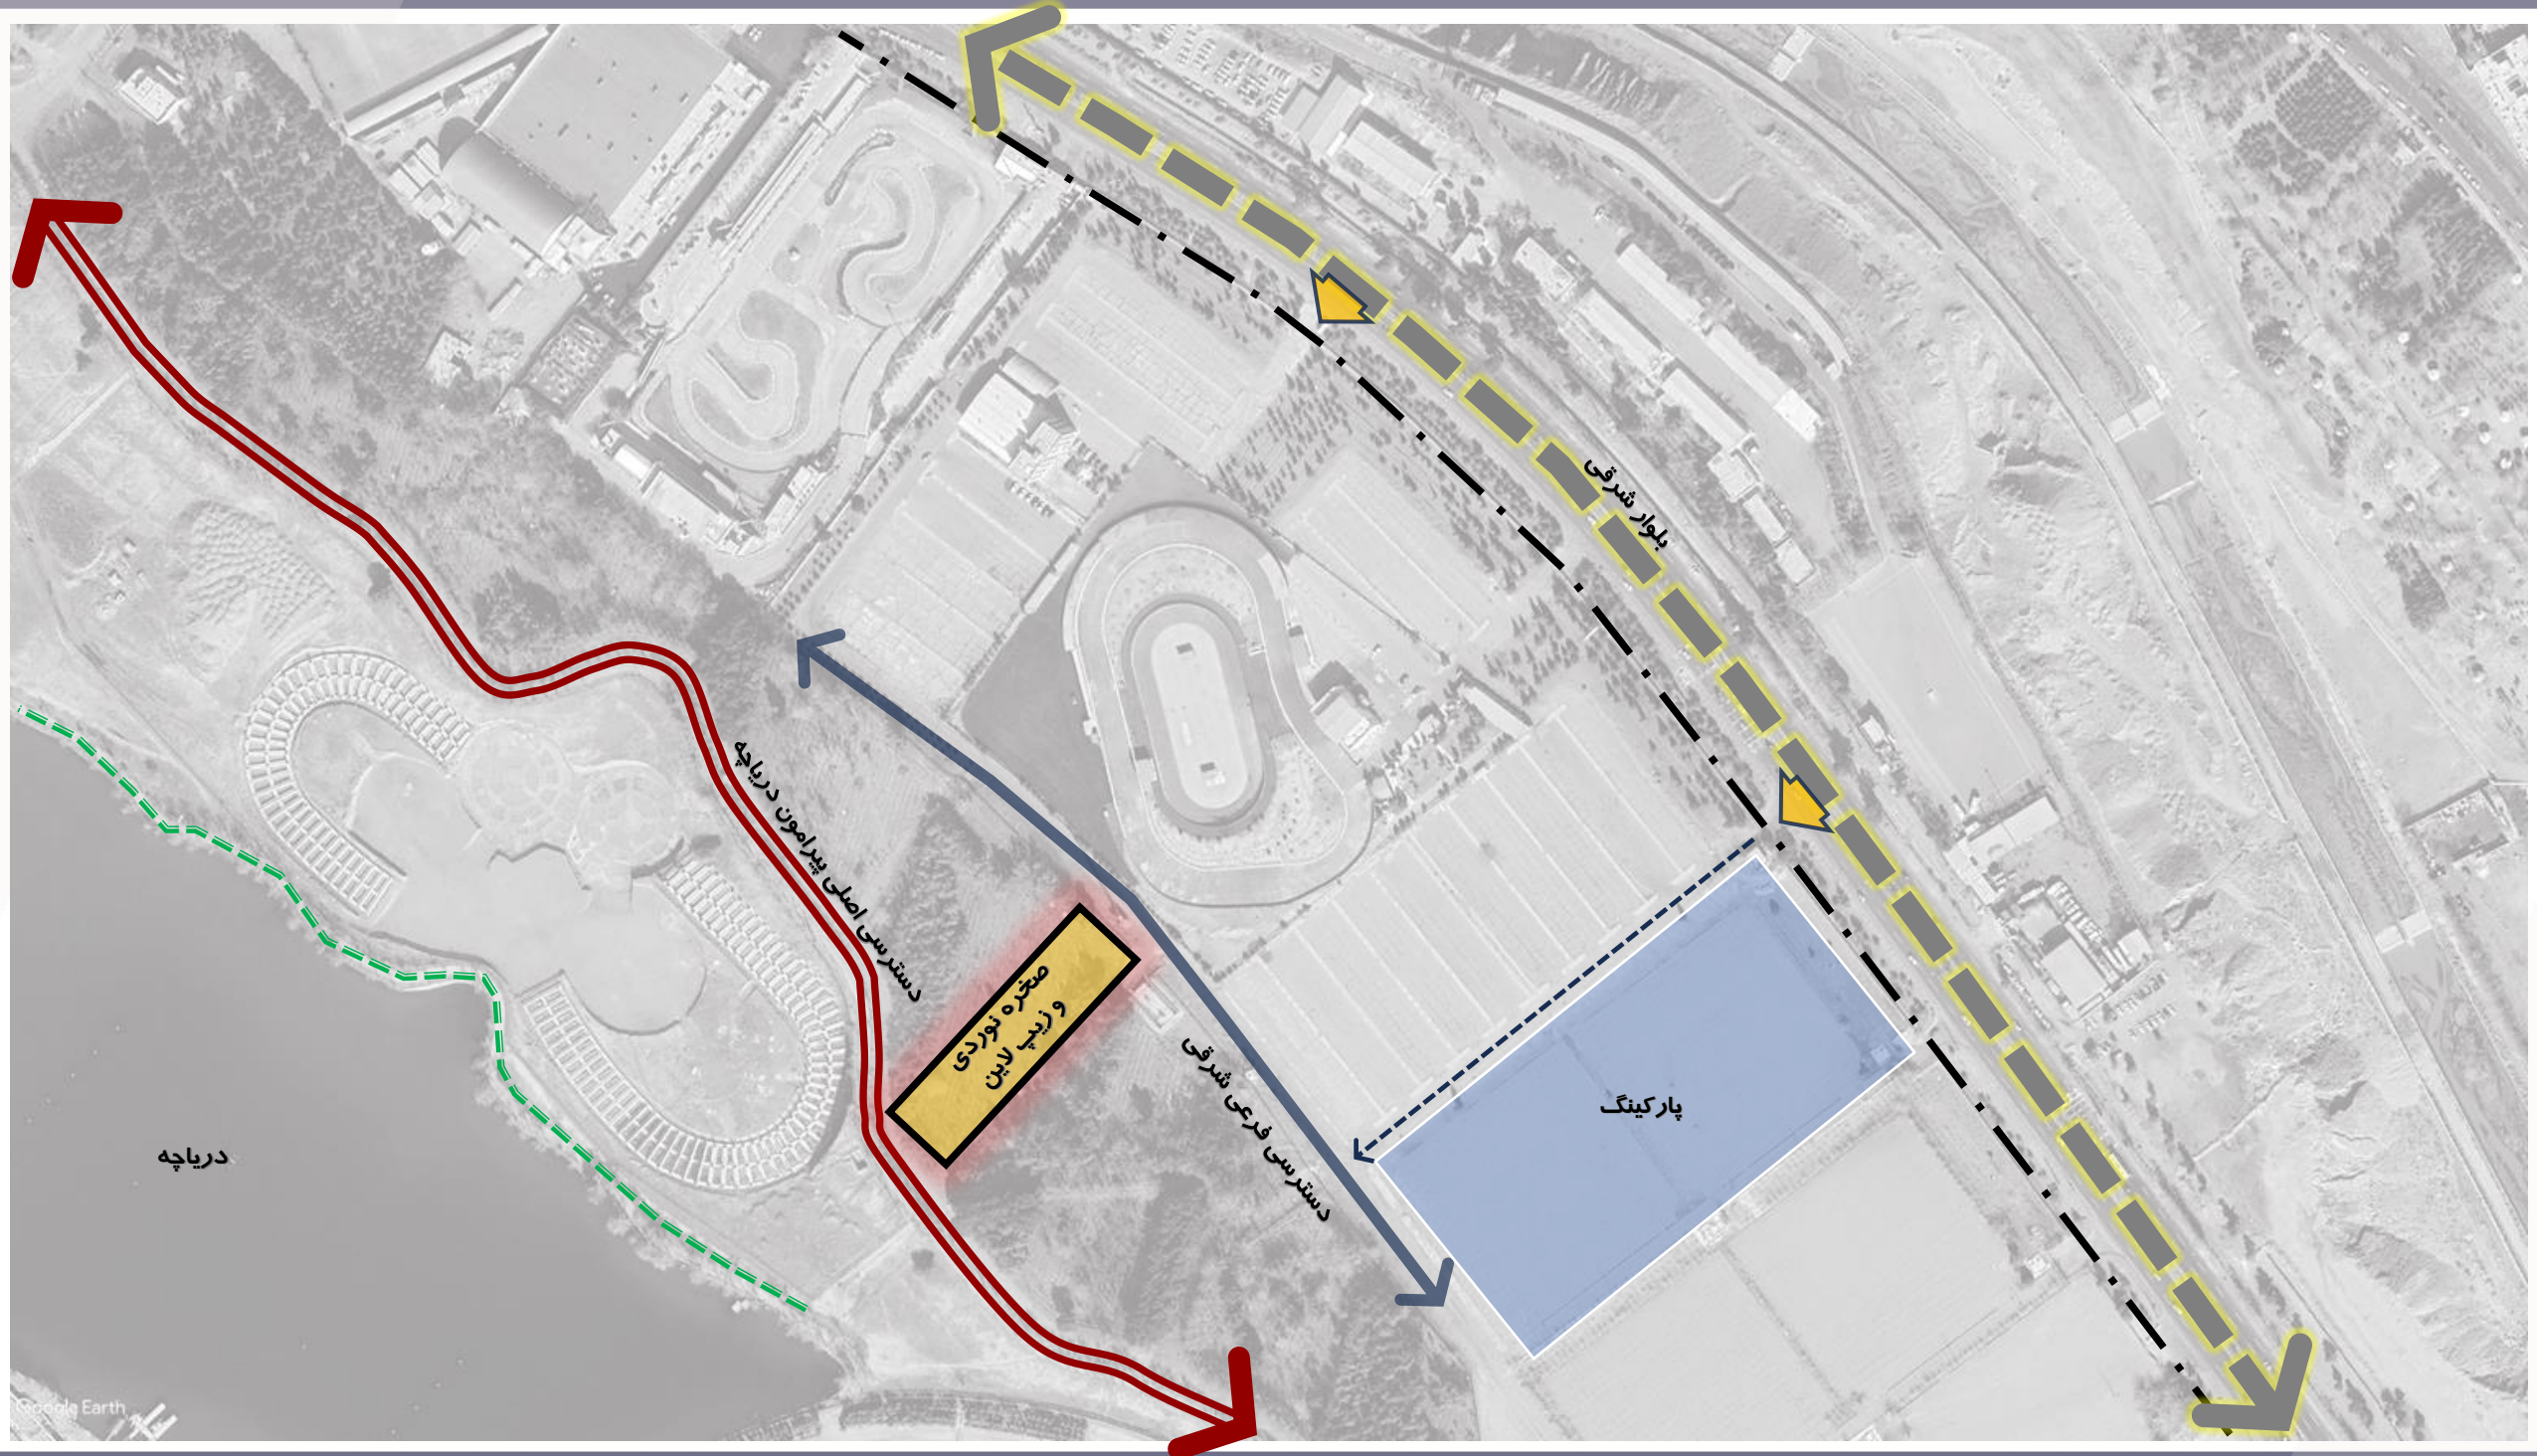 بلوار شرقی
دسترسی اصلی پیرامون دریاچه
صخره نوردی
و زیپ لاین
دسترسی فرعی شرقی
پارکینگ
دریاچه
Google Earth